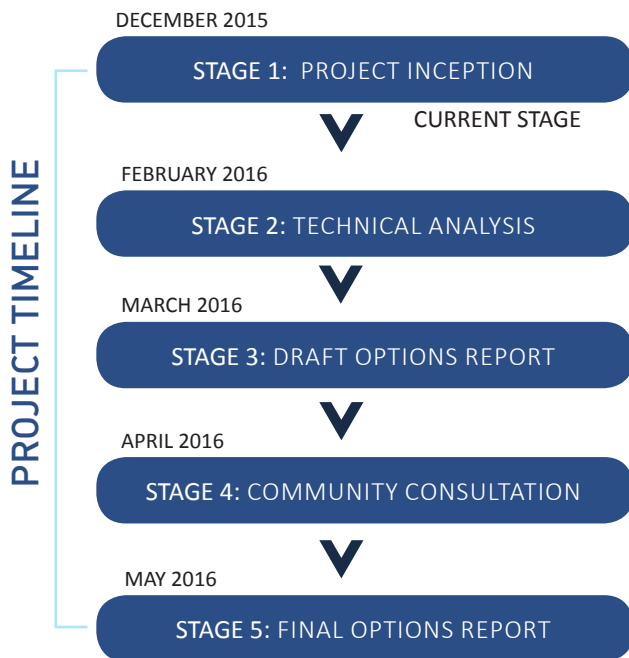 PROJECT TIMELINE
DECEMBER 2015
STAGE 1: PROJECT INCEPTION
CURRENT STAGE
FEBRUARY 2016
STAGE 2: TECHNICAL ANALYSIS
MARCH 2016
STAGE 3: DRAFT OPTIONS REPORT
APRIL 2016
STAGE 4: COMMUNITY CONSULTATION
MAY 2016
STAGE 5: FINAL OPTIONS REPORT